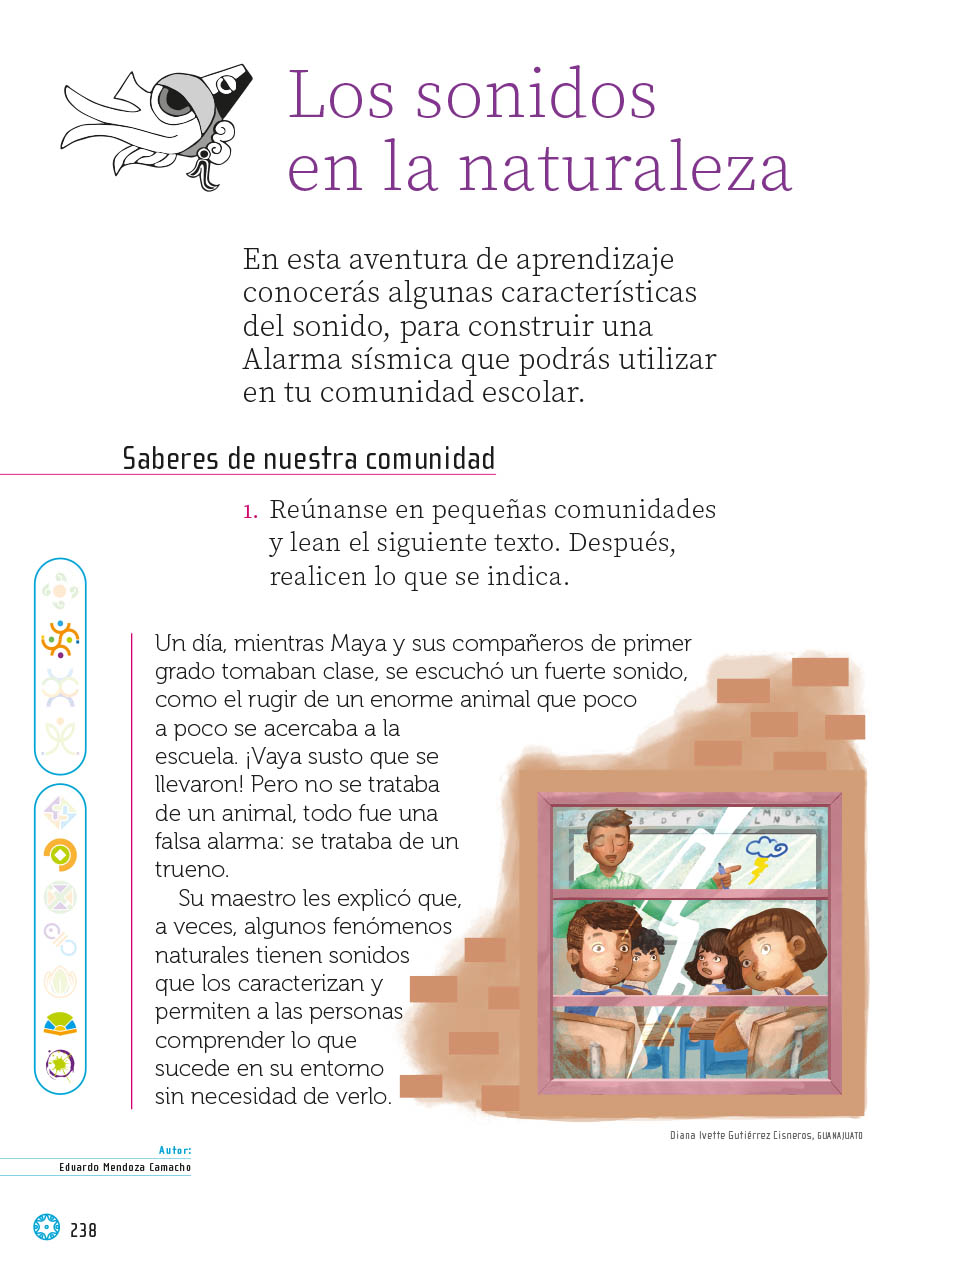 Los sonidos
en la naturaleza
En esta aventura de aprendizaje
conocerás algunas características
del sonido, para construir una
Alarma sísmica que podrás utilizar
en tu comunidad escolar.
Saberes de nuestra comunidad
1. Reúnanse en pequeñas comunidades
y lean el siguiente texto. Después,
realicen lo que se indica.
Un día, mientras Maya y sus compañeros de primer
grado tomaban clase, se escuchó un fuerte sonido,
como el rugir de un enorme animal que poco
a poco se acercaba a la
escuela. ¡Vaya susto que se
llevaron! Pero no se trataba
de un animal, todo fue una
falsa alarma: se trataba de un
trueno.
Su maestro les explicó que,
a veces, algunos fenómenos
naturales tienen sonidos
que los caracterizan y
permiten a las personas
comprender lo que
sucede en su entorno
sin necesidad de verlo.
Diana Ivette Gutiérrez Cisneros, GUANAJUATO
Autor:
Eduardo Mendoza Camacho
238